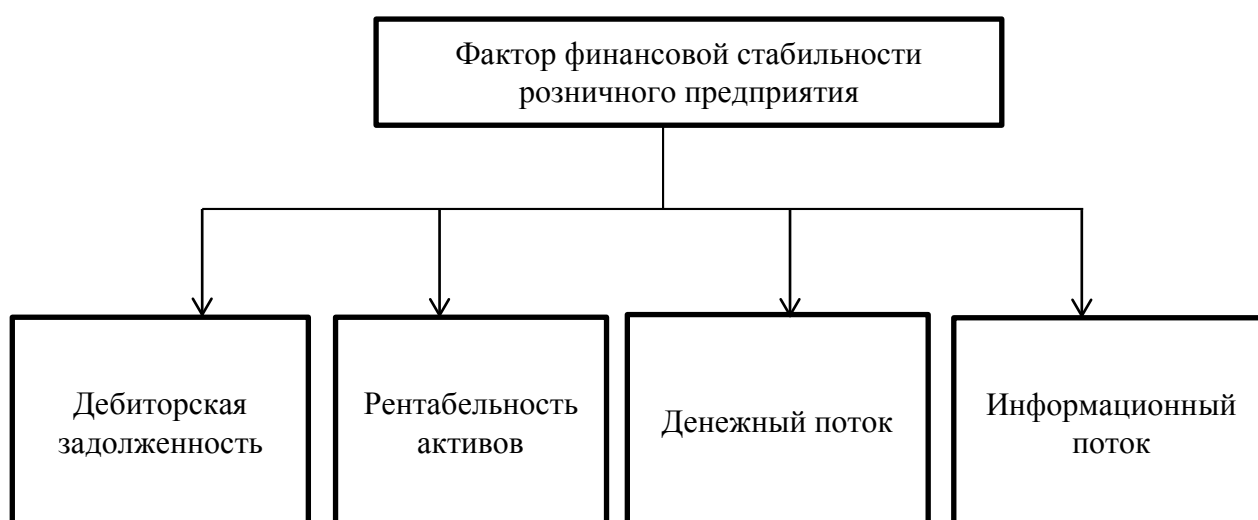 Фактор финансовой стабильности
розничного предприятия
Дебиторская
задолженность
Рентабельность
активов
Денежный поток
Информационный
поток